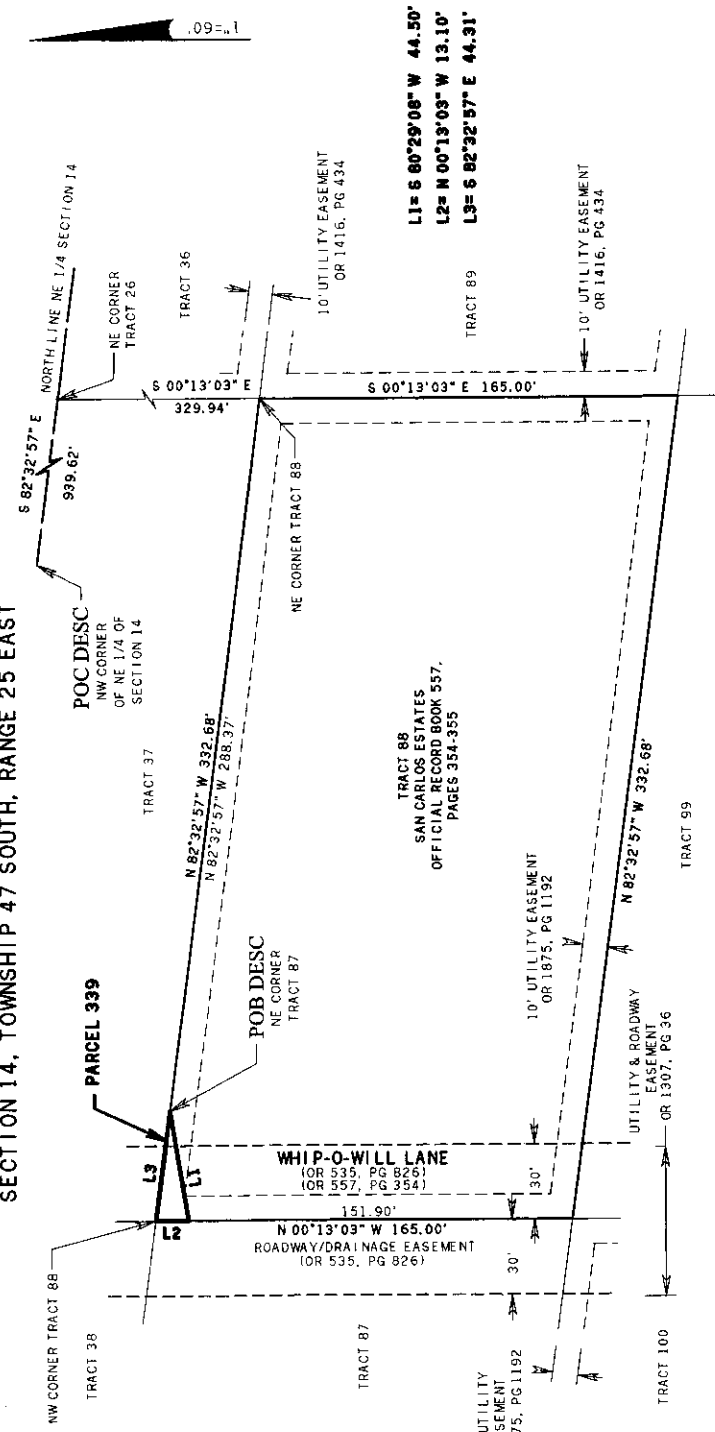 SECTION 14, TOWNSHIP 47 SOUTH, RANGE 25 EAST
1"=60'
POC DESC
NW CORNER
OF NE 1/4 OF
SECTION 14
S 82°32'57" E
939.62'
NORTH LINE NE 1/4 SECTION 14
NE CORNER
TRACT 26
TRACT 36
S 00°13'03" E
329.94'
10' UTILITY EASEMENT
OR 1416, PG 434
L1= S 80°29'08" W 44.50'
L2= N 00°13'03" W 13.10'
L3= S 82°32'57" E 44.31'
NW CORNER TRACT 88
TRACT 38
PARCEL 339
TRACT 37
N 82°32'57" W 332.68'
N 82°32'57" W 288.37'
NE CORNER TRACT 88
L3
L1
L2
POB DESC
NE CORNER
TRACT 87
S 00°13'03" E 165.00'
TRACT 89
10' UTILITY EASEMENT
OR 1416, PG 434
TRACT 88
SAN CARLOS ESTATES
OFFICIAL RECORD BOOK 557,
PAGES 354-355
WHIP-O-WILL LANE
(OR 535, PG 826)
(OR 557, PG 354)
30'
151.90'
N 00°13'03" W 165.00'
ROADWAY/DRAINAGE EASEMENT
(OR 535, PG 826)
30'
TRACT 87
10' UTILITY EASEMENT
OR 1875, PG 1192
N 82°32'57" W 332.68'
TRACT 99
UTILITY & ROADWAY
EASEMENT
OR 1307, PG 36
UTILITY
SEMENT
75, PG 1192
TRACT 100